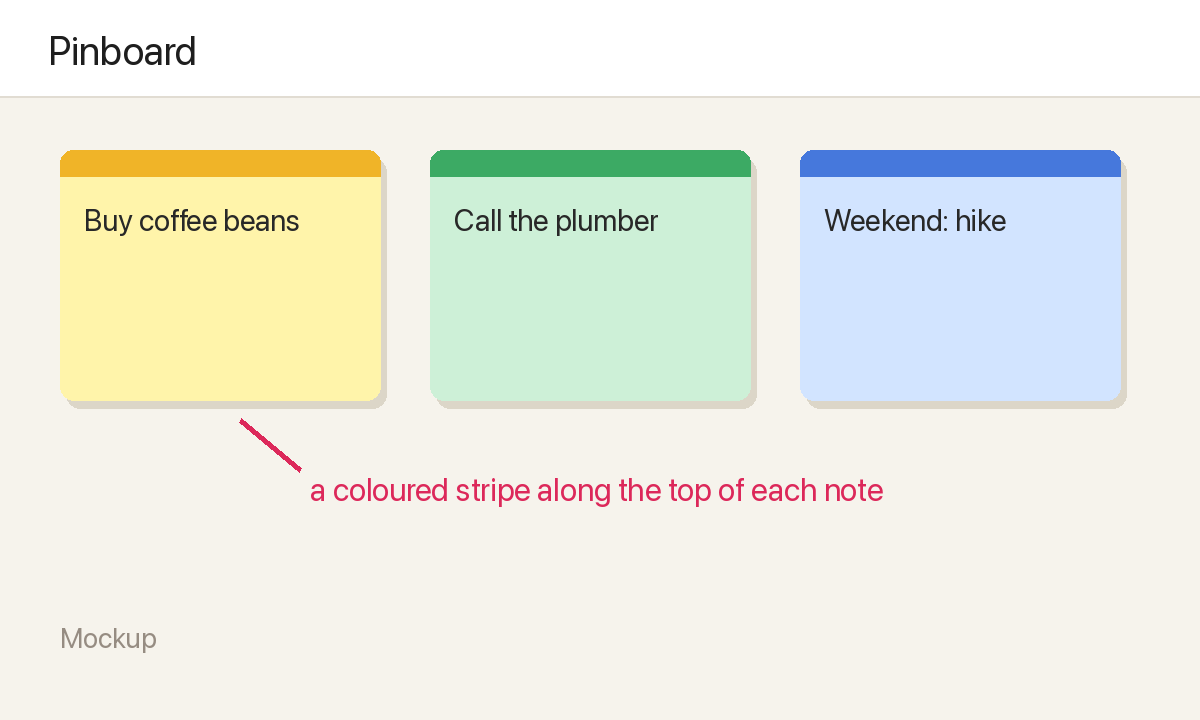 Pinboard
Buy coffee beans
Call the plumber
Weekend: hike
a coloured stripe along the top of each note
Mockup